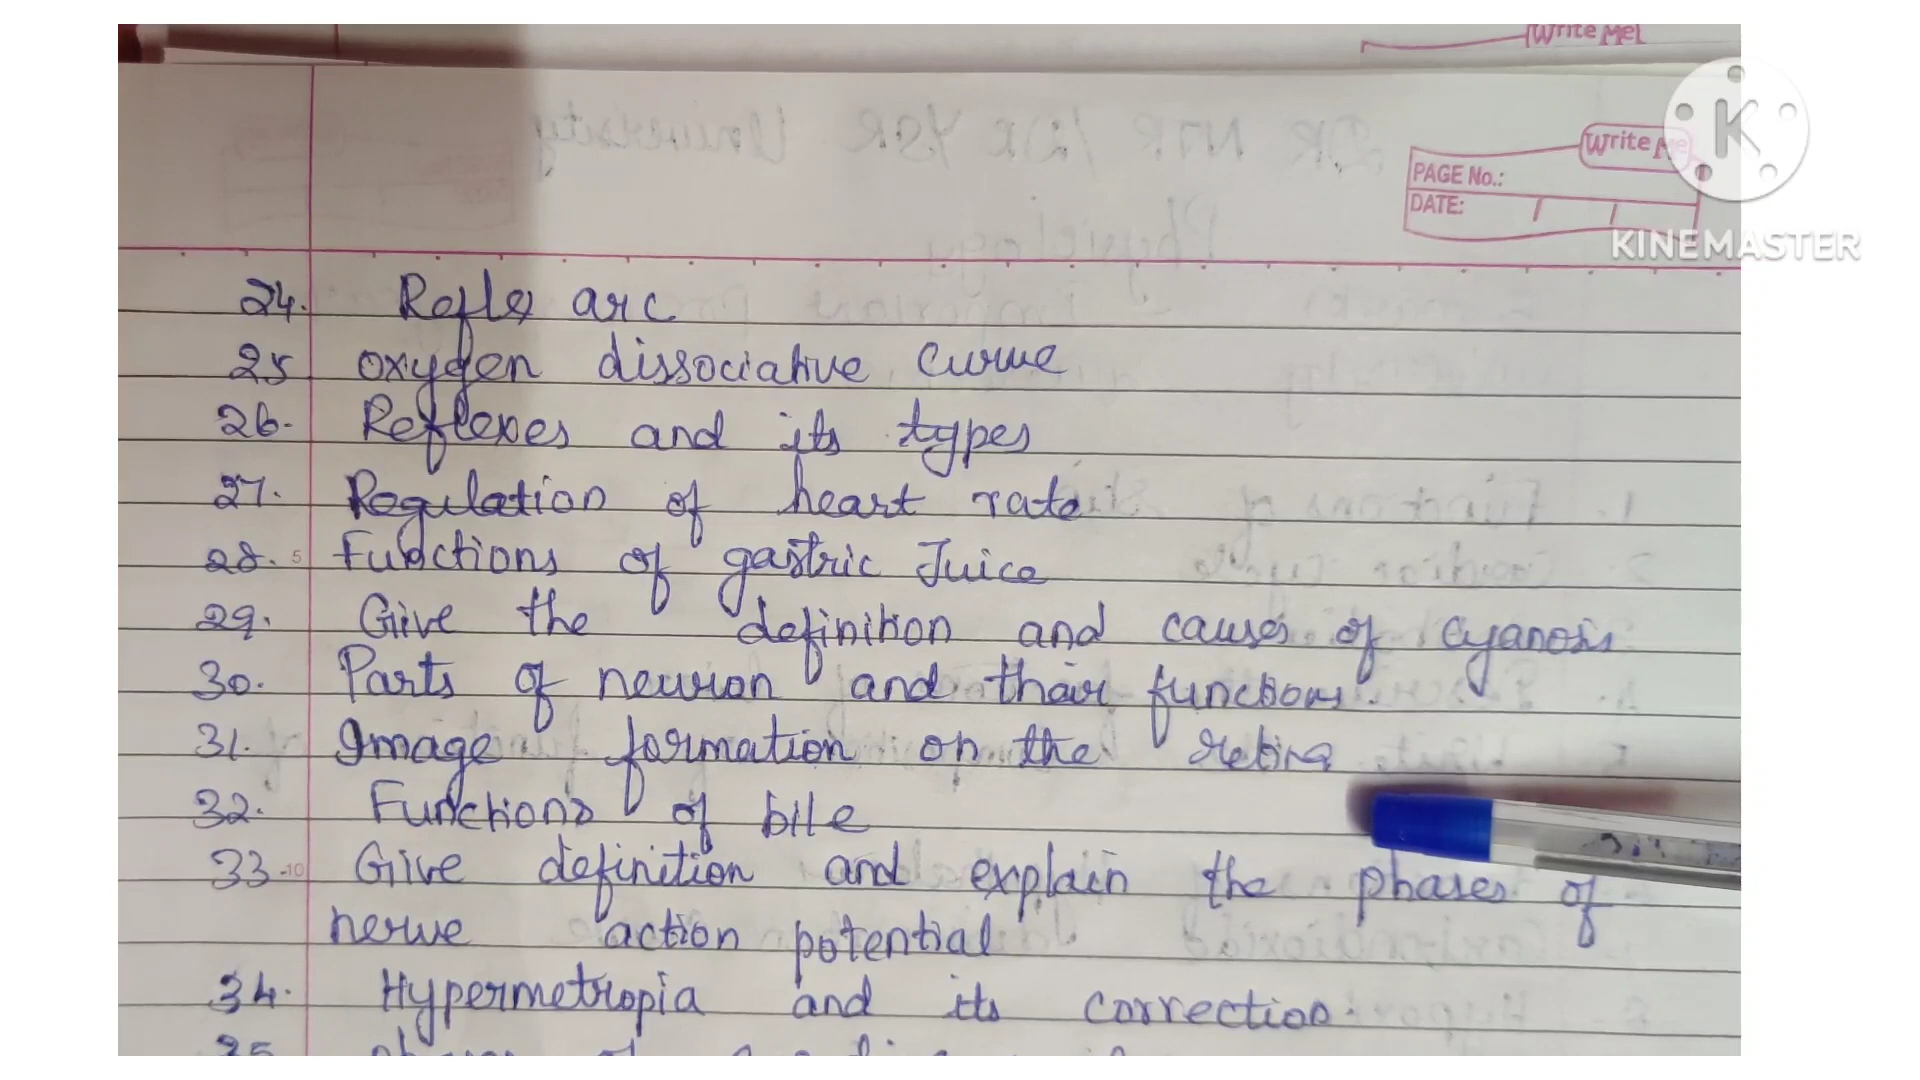 Write Me!
Write Me
PAGE No.:
DATE: / /
KINEMASTER
24. Reflex arc
25 oxygen dissociative curve
26. Reflexes and its types
27. Regulation of heart rate
28. Functions of gastric Juice
29. Give the definition and causes of cyanosis
30. Parts of neuron and their functions.
31. Image formation on the retina
32. Functions of bile
33 Give definition and explain the phases of
nerve action potential
34. Hypermetropia and its correction.
35